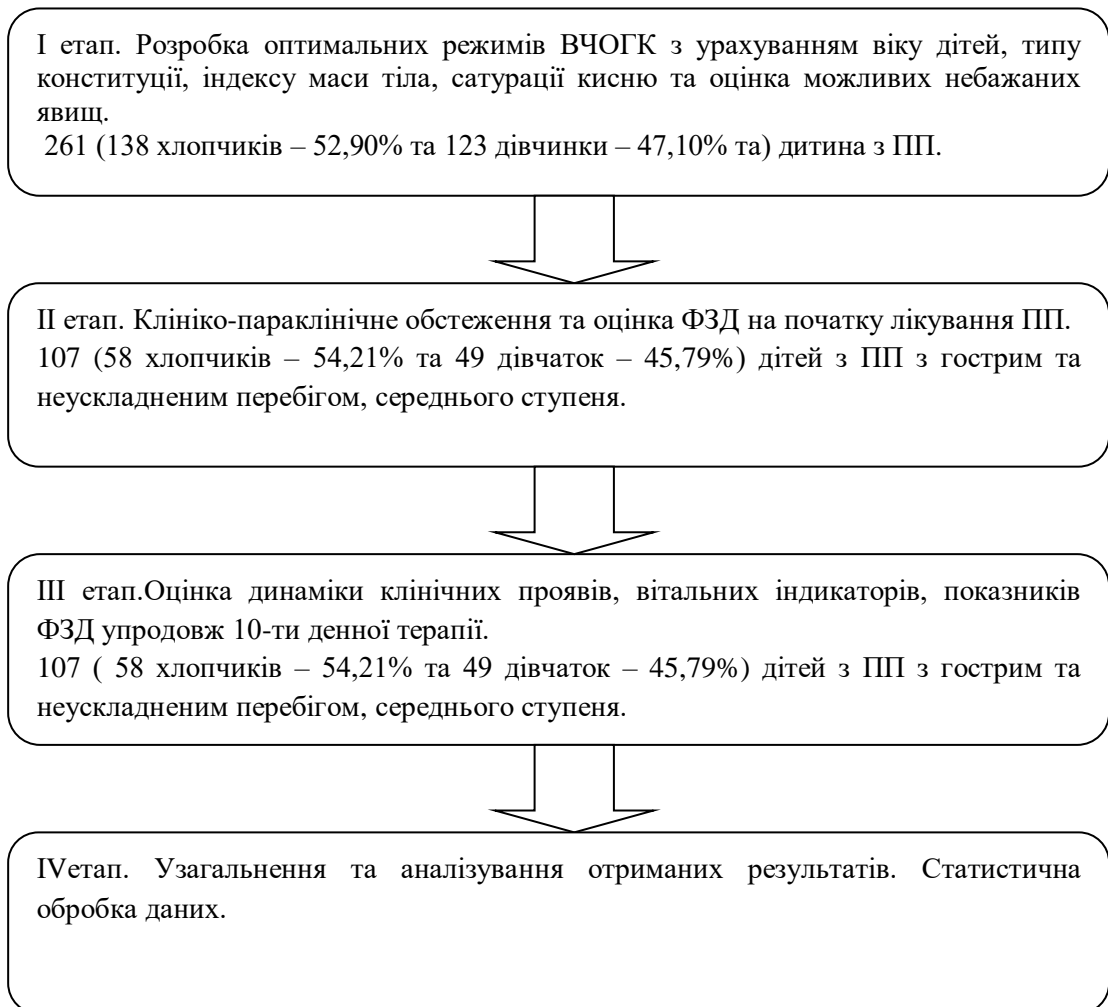 І етап. Розробка оптимальних режимів ВЧОГК з урахуванням віку дітей, типу
конституції, індексу маси тіла, сатурації кисню та оцінка можливих небажаних
явищ.
261 (138 хлопчиків – 52,90% та 123 дівчинки – 47,10% та) дитина з ПП.
ІІ етап. Клініко-параклінічне обстеження та оцінка ФЗД на початку лікування ПП.
107 (58 хлопчиків – 54,21% та 49 дівчаток – 45,79%) дітей з ПП з гострим та
неускладненим перебігом, середнього ступеня.
ІІІ етап.Оцінка динаміки клінічних проявів, вітальних індикаторів, показників
ФЗД упродовж 10-ти денної терапії.
107 ( 58 хлопчиків – 54,21% та 49 дівчаток – 45,79%) дітей з ПП з гострим та
неускладненим перебігом, середнього ступеня.
IVетап. Узагальнення та аналізування отриманих результатів. Статистична
обробка даних.